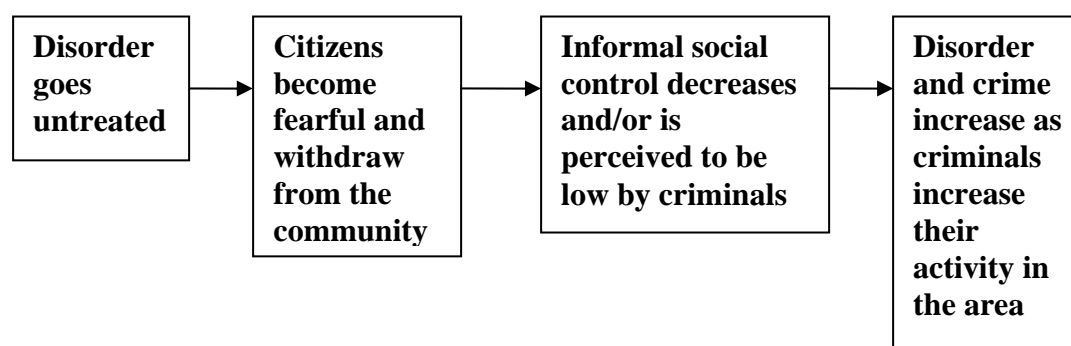 Disorder
goes
untreated
Citizens
become
fearful and
withdraw
from the
community
Informal social
control decreases
and/or is
perceived to be
low by criminals
Disorder
and crime
increase as
criminals
increase
their
activity in
the area